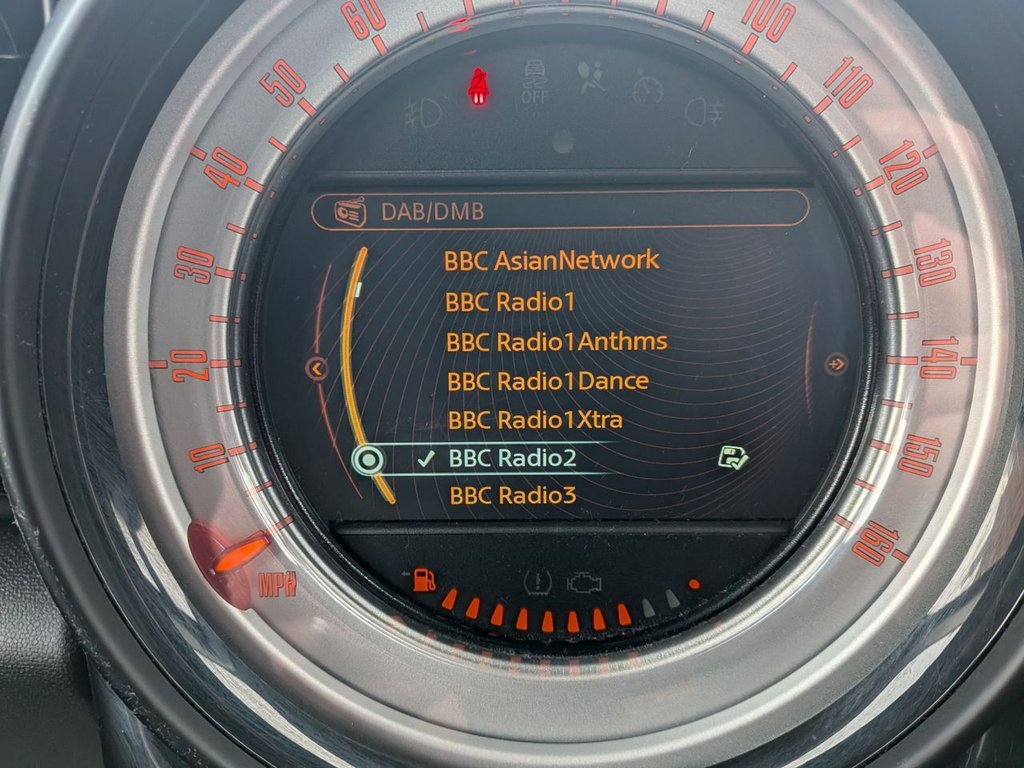 60
100
50
OFF
110
40
120
DAB/DMB
30
BBC AsianNetwork
130
BBC Radio1
BBC Radio1Anthms
20
140
BBC Radio1Dance
BBC Radio1Xtra
10
BBC Radio2
150
BBC Radio3
160
MPH